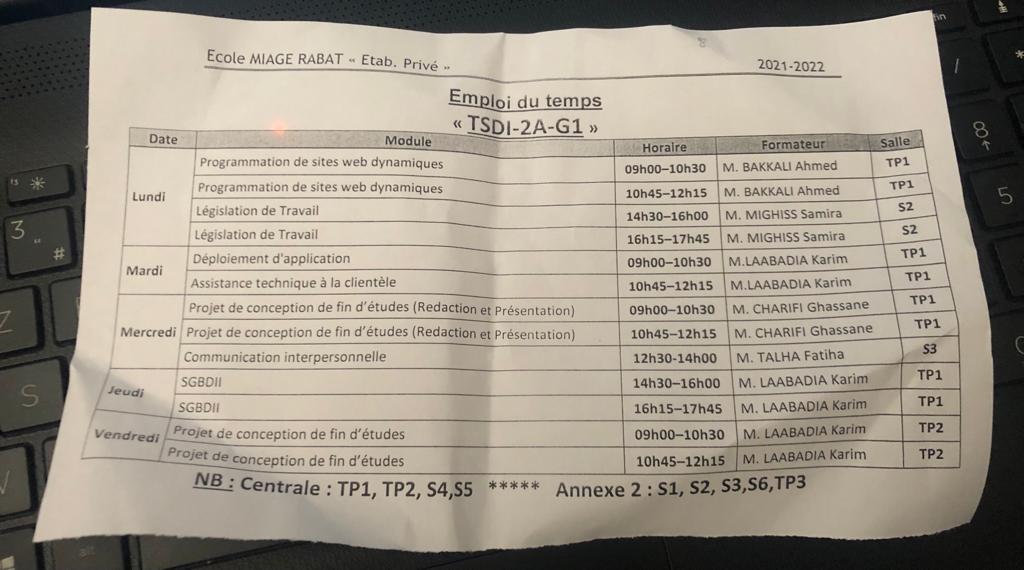 Ecole MIAGE RABAT « Etab. Privé » 2021-2022
Emploi du temps
« TSDI-2A-G1 »
Date Module Horaire Formateur Salle
Lundi
Programmation de sites web dynamiques 09h00–10h30 M. BAKKALI Ahmed TP1
Programmation de sites web dynamiques 10h45–12h15 M. BAKKALI Ahmed TP1
Législation de Travail 14h30–16h00 M. MIGHISS Samira S2
Législation de Travail 16h15–17h45 M. MIGHISS Samira S2
Mardi
Déploiement d'application 09h00–10h30 M.LAABADIA Karim TP1
Assistance technique à la clientèle 10h45–12h15 M.LAABADIA Karim TP1
Mercredi
Projet de conception de fin d'études (Redaction et Présentation) 09h00–10h30 M. CHARIFI Ghassane TP1
Projet de conception de fin d'études (Redaction et Présentation) 10h45–12h15 M. CHARIFI Ghassane TP1
Communication interpersonnelle 12h30-14h00 M. TALHA Fatiha S3
Jeudi
SGBDII 14h30–16h00 M. LAABADIA Karim TP1
SGBDII 16h15–17h45 M. LAABADIA Karim TP1
Vendredi
Projet de conception de fin d'études 09h00–10h30 M. LAABADIA Karim TP2
Projet de conception de fin d'études 10h45–12h15 M. LAABADIA Karim TP2
NB : Centrale : TP1, TP2, S4,S5 ***** Annexe 2 : S1, S2, S3,S6,TP3
fin
/
*
8
5
3
"
#
Z
S
alt